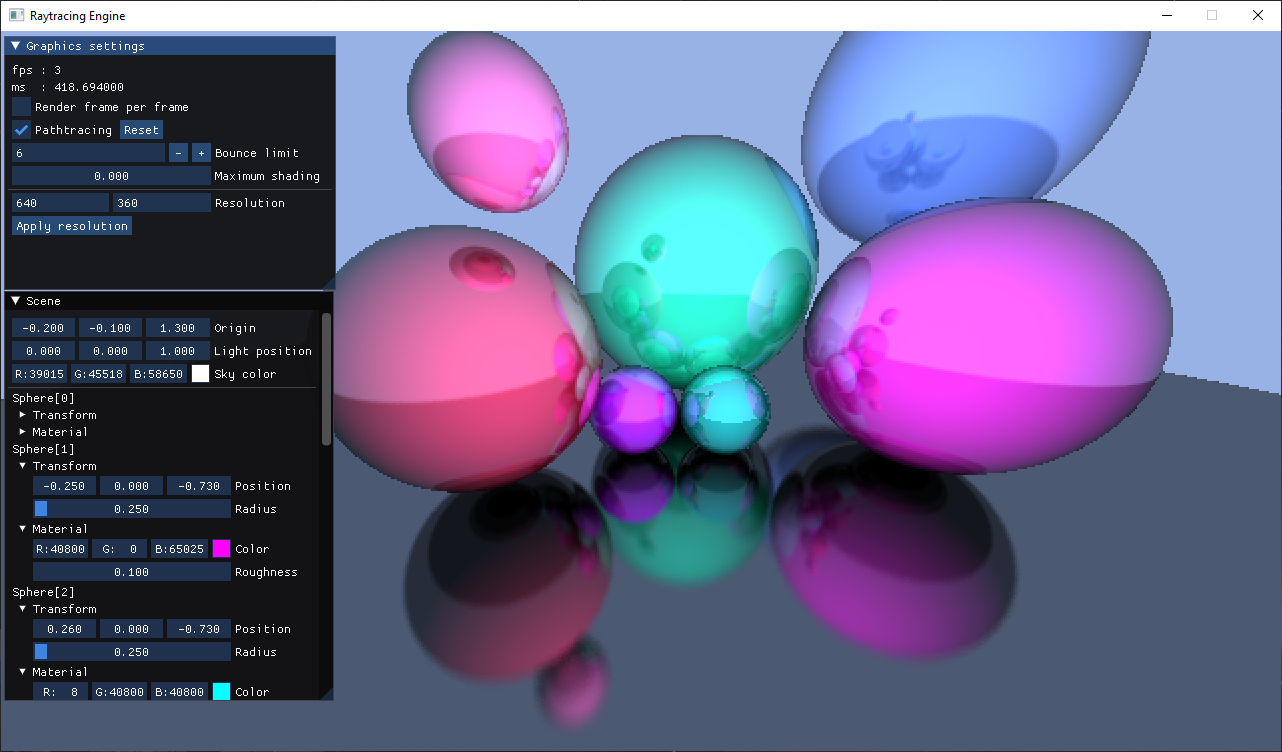 Raytracing Engine
Graphics settings
fps : 3
ms  : 418.694000
Render frame per frame
Pathtracing Reset
6 - + Bounce limit
0.000 Maximum shading
640 360 Resolution
Apply resolution
Scene
-0.200 -0.100 1.300 Origin
0.000 0.000 1.000 Light position
R:39015 G:45518 B:58650 Sky color
Sphere[0]
Transform
Material
Sphere[1]
Transform
-0.250 0.000 -0.730 Position
0.250 Radius
Material
R:40800 G:  0 B:65025 Color
0.100 Roughness
Sphere[2]
Transform
0.260 0.000 -0.730 Position
0.250 Radius
Material
R:  8 G:40800 B:40800 Color